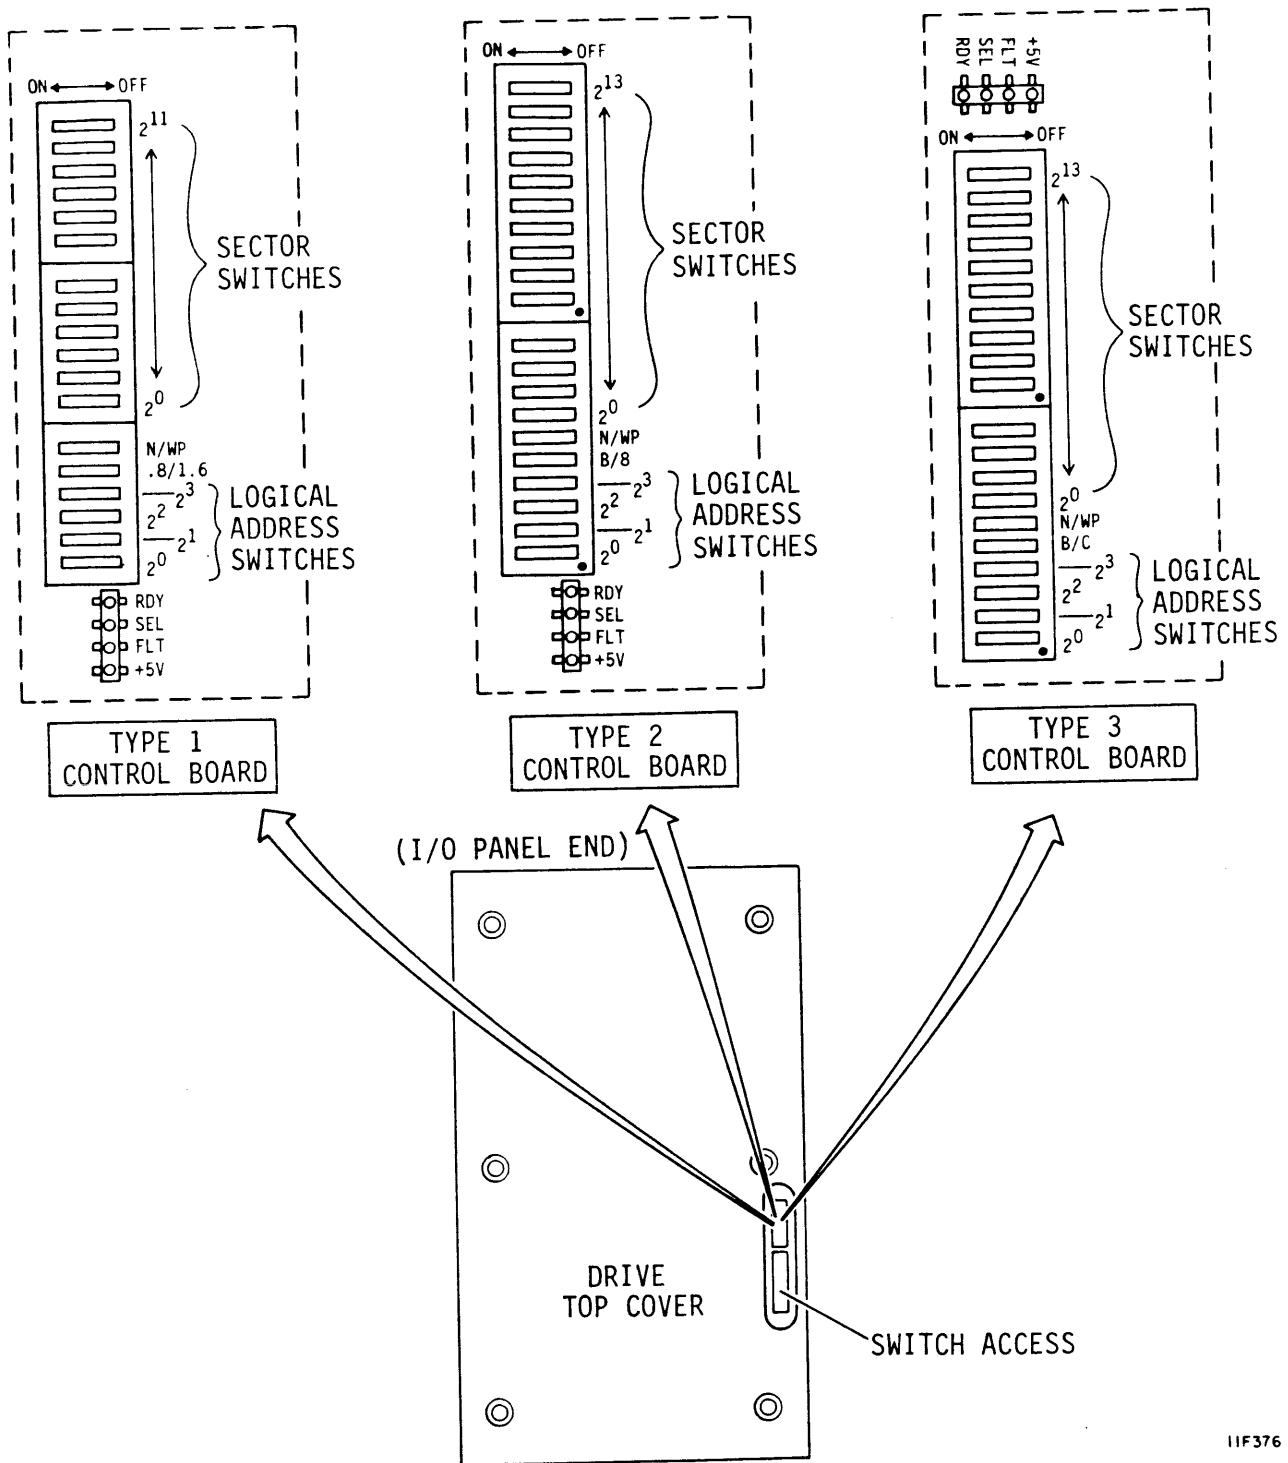 ON OFF
2^11
SECTOR
SWITCHES
2^0
N/WP
.8/1.6
2^3
2^2
2^1
2^0
LOGICAL
ADDRESS
SWITCHES
RDY
SEL
FLT
+5V
TYPE 1
CONTROL BOARD
ON OFF
2^13
SECTOR
SWITCHES
2^0
N/WP
B/8
2^3
2^2
2^1
2^0
LOGICAL
ADDRESS
SWITCHES
RDY
SEL
FLT
+5V
TYPE 2
CONTROL BOARD
RDY
SEL
FLT
+5V
ON OFF
2^13
SECTOR
SWITCHES
2^0
N/WP
B/C
2^3
2^2
2^1
2^0
LOGICAL
ADDRESS
SWITCHES
TYPE 3
CONTROL BOARD
(I/O PANEL END)
DRIVE
TOP COVER
SWITCH ACCESS
11F376